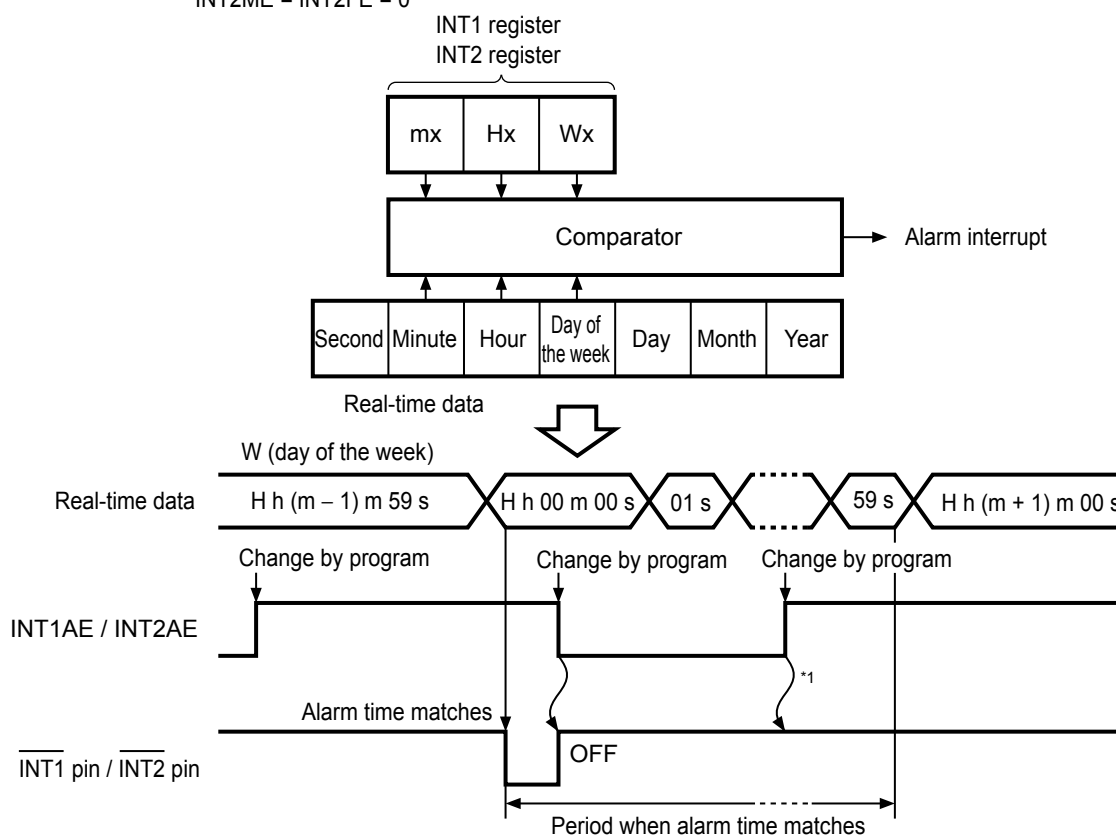 INT2ME = INT2FE = 0
INT1 register
INT2 register
mx Hx Wx
Comparator
Alarm interrupt
Second Minute Hour Day of the week Day Month Year
Real-time data
W (day of the week)
Real-time data
H h (m − 1) m 59 s
H h 00 m 00 s
01 s
59 s
H h (m + 1) m 00 s
Change by program
Change by program
Change by program
INT1AE / INT2AE
*1
Alarm time matches
INT1 pin / INT2 pin
OFF
Period when alarm time matches